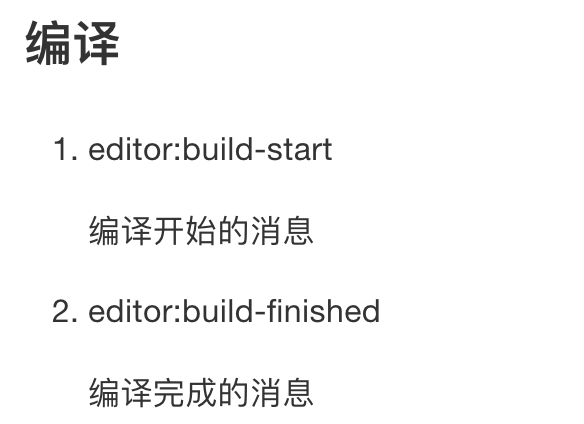 编译
1. editor:build-start
编译开始的消息
2. editor:build-finished
编译完成的消息